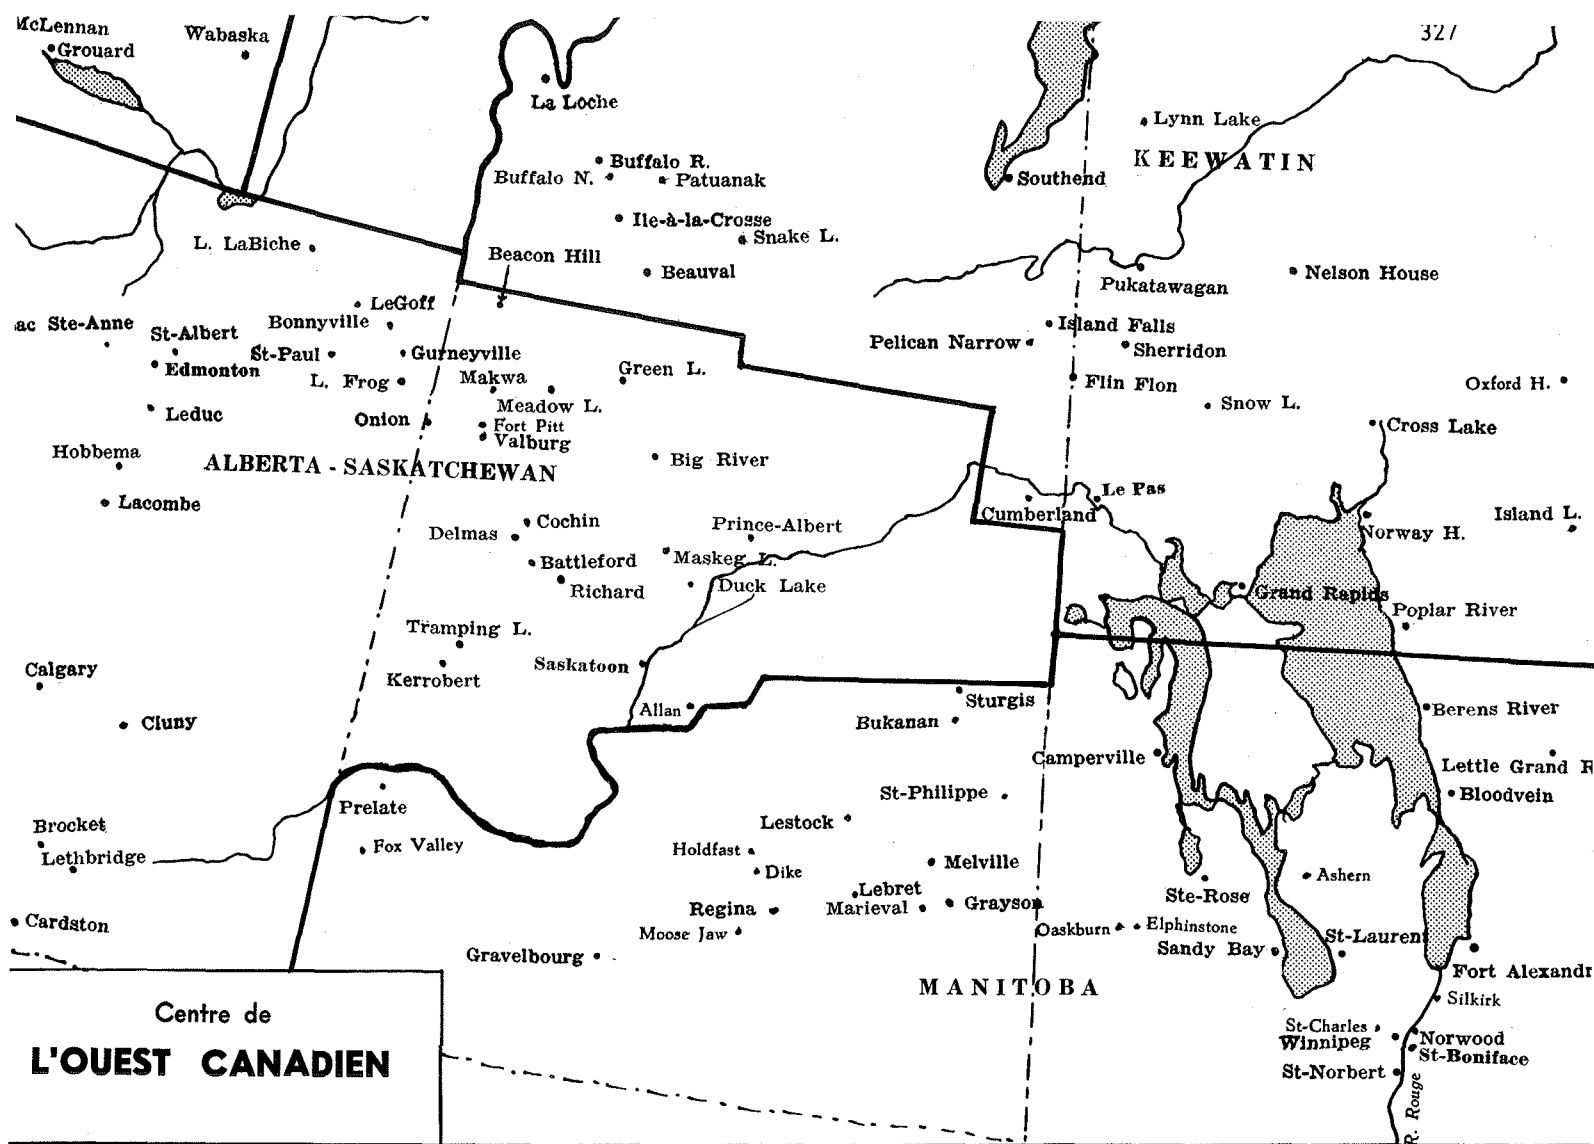 McLennan
Grouard
Wabaska
327
La Loche
Lynn Lake
KEEWATIN
Buffalo R.
Buffalo N.
Patuanak
Southend
Ile-à-la-Crosse
Snake L.
L. LaBiche
Beacon Hill
Beauval
Nelson House
Pukatawagan
LeGoff
ac Ste-Anne
St-Albert
Bonnyville
Island Falls
Pelican Narrow
Sherridon
St-Paul
Gurneyville
Edmonton
L. Frog
Makwa
Green L.
Flin Flon
Oxford H.
Leduc
Onion
Meadow L.
Fort Pitt
Valburg
Snow L.
Cross Lake
Hobbema
ALBERTA - SASKATCHEWAN
Big River
Lacombe
Le Pas
Cumberland
Island L.
Norway H.
Delmas
Cochin
Prince-Albert
Battleford
Maskeg L.
Richard
Duck Lake
Grand Rapids
Poplar River
Tramping L.
Saskatoon
Calgary
Kerrobert
Allan
Sturgis
Berens River
Cluny
Bukanan
Camperville
Lettle Grand R
Prelate
St-Philippe
Bloodvein
Brocket
Lestock
Lethbridge
Fox Valley
Holdfast
Dike
Melville
Ashern
Lebret
Ste-Rose
Regina
Marieval
Grayson
Cardston
Moose Jaw
Oaskburn
Elphinstone
Gravelbourg
Sandy Bay
St-Laurent
Fort Alexandr
MANITOBA
Silkirk
Centre de
L'OUEST CANADIEN
St-Charles
Winnipeg
Norwood
St-Boniface
St-Norbert
R. Rouge